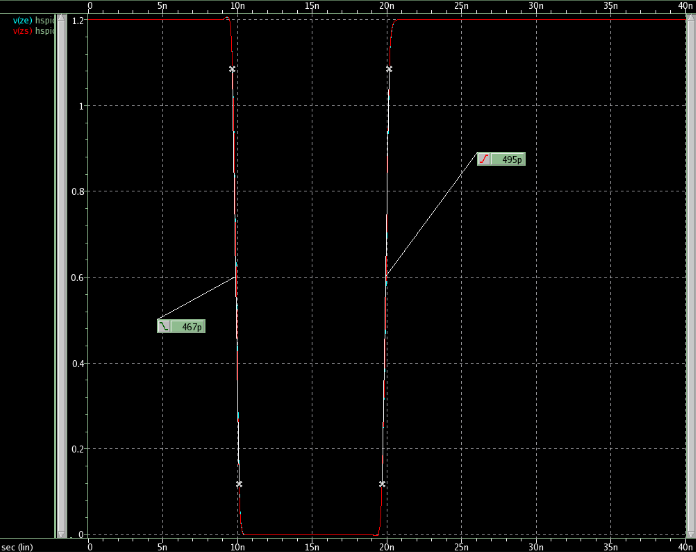 0 5n 10n 15n 20n 25n 30n 35n 40n
v(ze) hspi
v(zs) hspi
1.2
1
495p
0.8
0.6
467p
0.4
0.2
0
sec (lin) 0 5n 10n 15n 20n 25n 30n 35n 40n